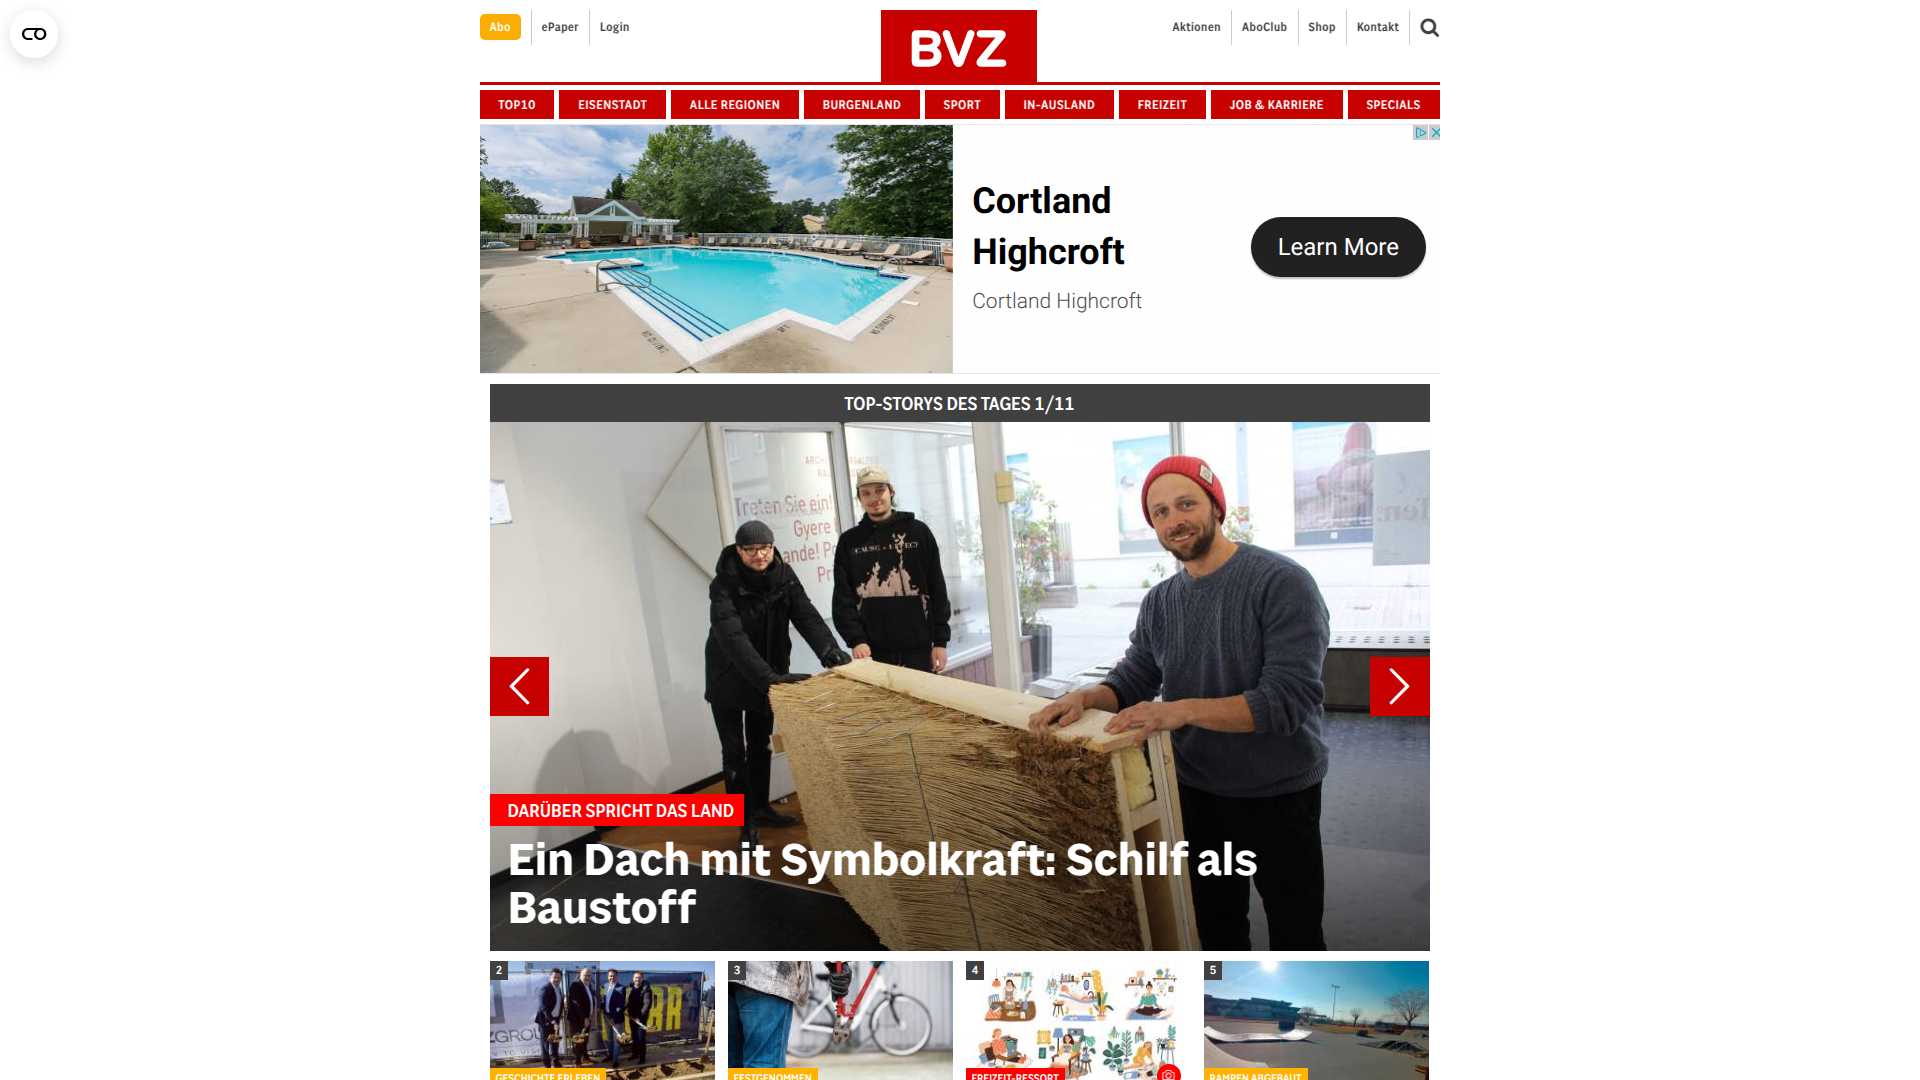 Abo
ePaper
Login
BVZ
Aktionen
AboClub
Shop
Kontakt
TOP10
EISENSTADT
ALLE REGIONEN
BURGENLAND
SPORT
IN-AUSLAND
FREIZEIT
JOB & KARRIERE
SPECIALS
Cortland
Highcroft
Cortland Highcroft
Learn More
TOP-STORYS DES TAGES 1/11
Treten Sie ein!
Gyere
CAUSE + EFFECT
DARÜBER SPRICHT DAS LAND
Ein Dach mit Symbolkraft: Schilf als
Baustoff
2
3
4
5
GESCHICHTE ERLEBEN
FESTGENOMMEN
FREIZEIT-RESSORT
RAMPEN ABGEBAUT